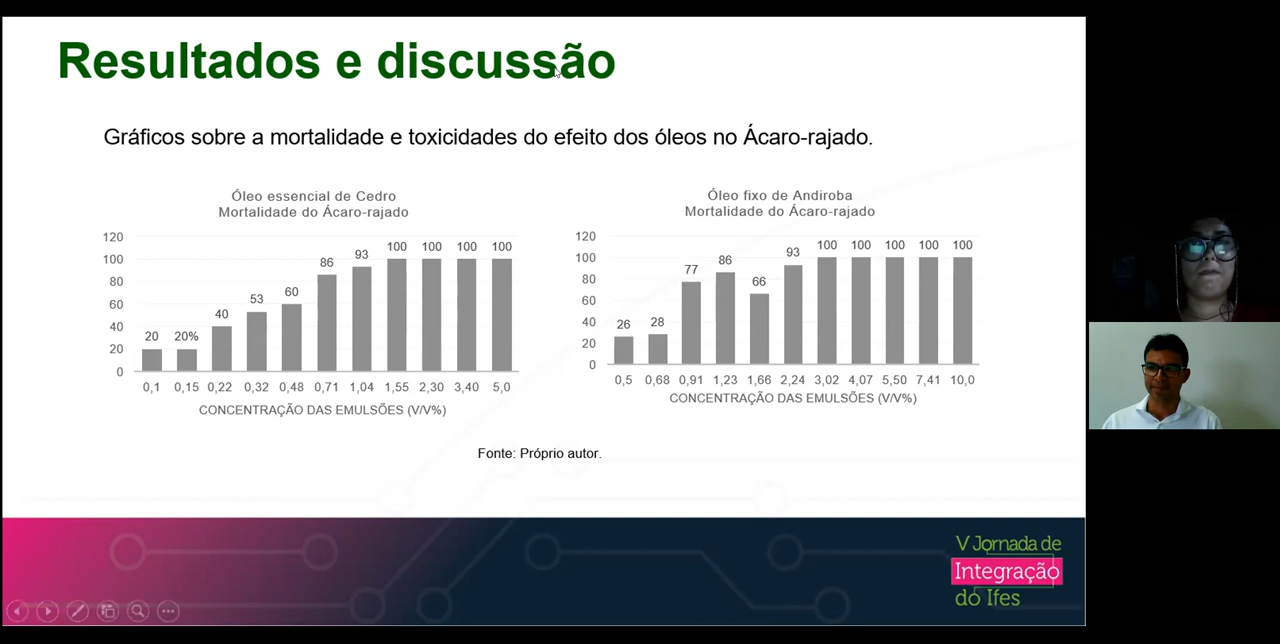 Resultados e discussão
Gráficos sobre a mortalidade e toxicidades do efeito dos óleos no Ácaro-rajado.
Óleo essencial de Cedro
Mortalidade do Ácaro-rajado
120
100
80
60
40
20
0
20 20% 40 53 60 86 93 100 100 100 100
0,1 0,15 0,22 0,32 0,48 0,71 1,04 1,55 2,30 3,40 5,0
CONCENTRAÇÃO DAS EMULSÕES (V/V%)
Óleo fixo de Andiroba
Mortalidade do Ácaro-rajado
120
100
80
60
40
20
0
26 28 77 86 66 93 100 100 100 100 100
0,5 0,68 0,91 1,23 1,66 2,24 3,02 4,07 5,50 7,41 10,0
CONCENTRAÇÃO DAS EMULSÕES (V/V%)
Fonte: Próprio autor.
V Jornada de
Integração
do Ifes